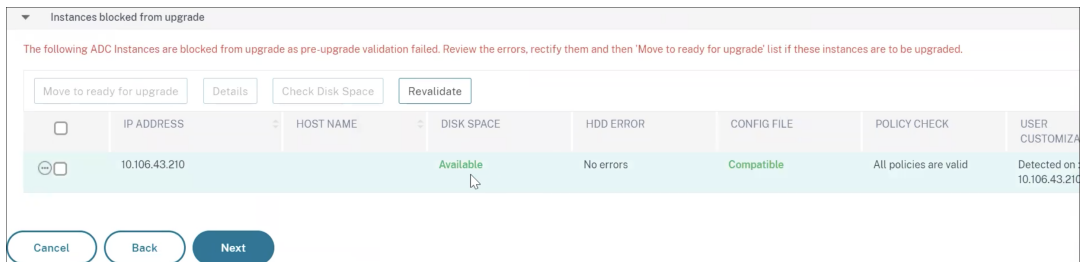 Instances blocked from upgrade
The following ADC Instances are blocked from upgrade as pre-upgrade validation failed. Review the errors, rectify them and then 'Move to ready for upgrade' list if these instances are to be upgraded.
Move to ready for upgrade Details Check Disk Space Revalidate
IP ADDRESS HOST NAME DISK SPACE HDD ERROR CONFIG FILE POLICY CHECK USER
CUSTOMIZA
10.106.43.210 Available No errors Compatible All policies are valid Detected on :
10.106.43.210
Cancel Back Next